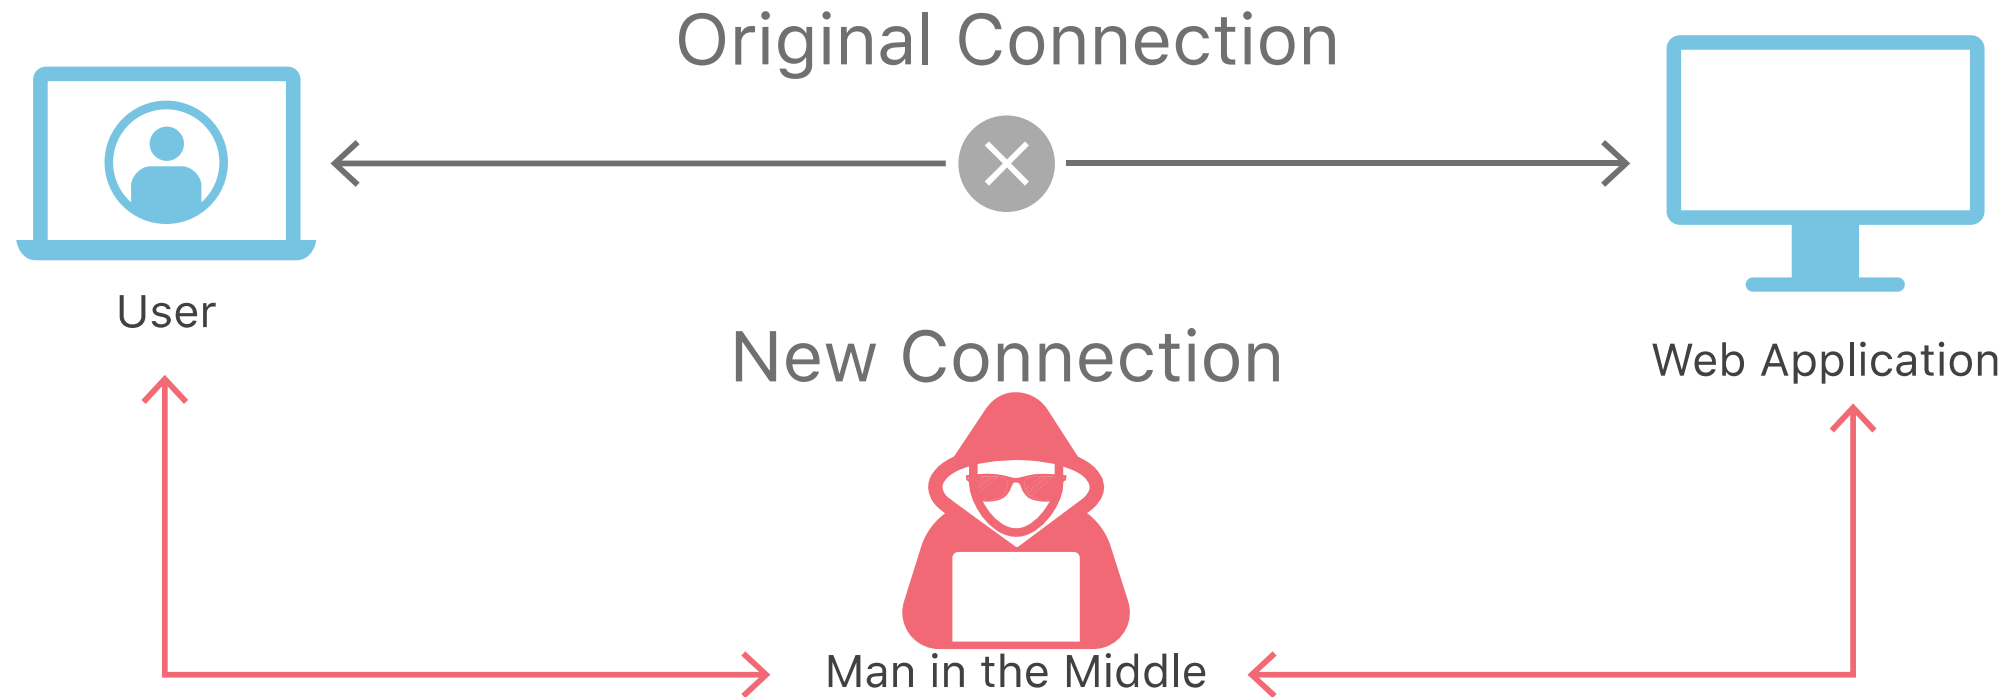 Original Connection
User
New Connection
Web Application
Man in the Middle